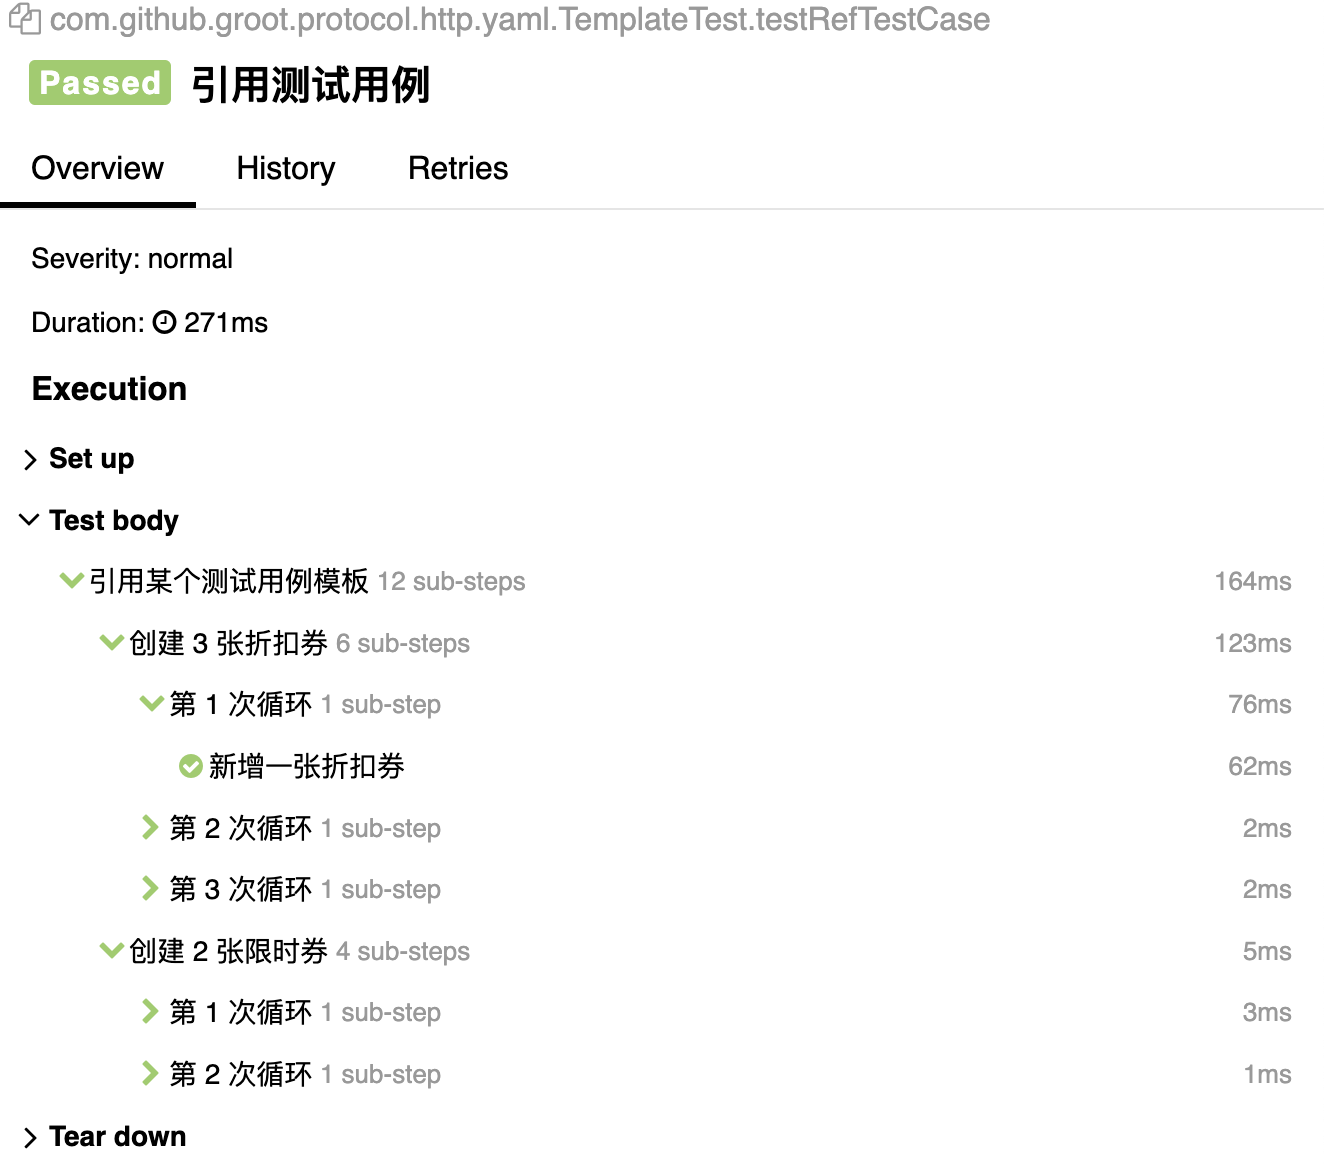 com.github.groot.protocol.http.yaml.TemplateTest.testRefTestCase
Passed 引用测试用例
Overview History Retries
Severity: normal
Duration: 271ms
Execution
Set up
Test body
引用某个测试用例模板 12 sub-steps 164ms
创建 3 张折扣券 6 sub-steps 123ms
第 1 次循环 1 sub-step 76ms
新增一张折扣券 62ms
第 2 次循环 1 sub-step 2ms
第 3 次循环 1 sub-step 2ms
创建 2 张限时券 4 sub-steps 5ms
第 1 次循环 1 sub-step 3ms
第 2 次循环 1 sub-step 1ms
Tear down